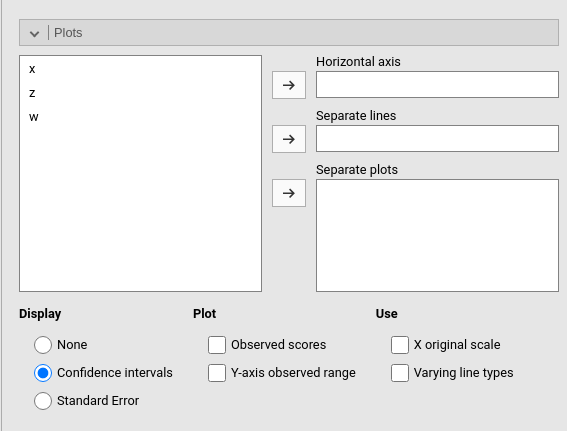 Plots
x
z
w
Horizontal axis
Separate lines
Separate plots
Display
Plot
Use
None
Observed scores
X original scale
Confidence intervals
Y-axis observed range
Varying line types
Standard Error